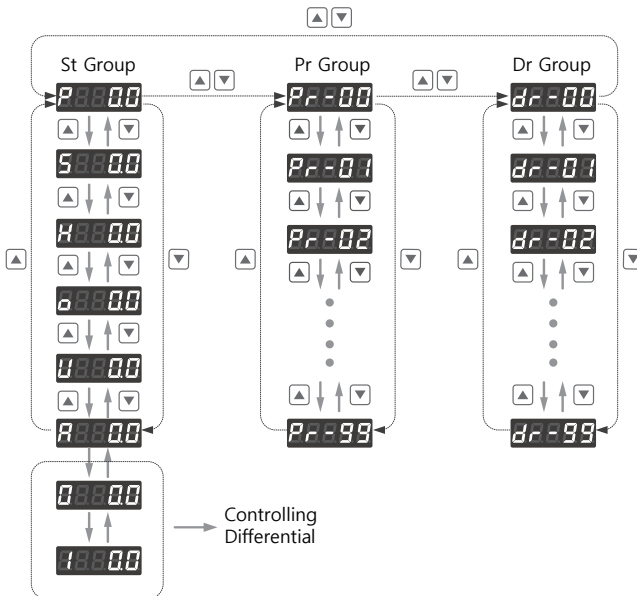 St Group
Pr Group
Dr Group
P 0.0
Pr-00
dr-00
S 0.0
Pr-01
dr-01
H 0.0
Pr-02
dr-02
o 0.0
U 0.0
A 0.0
Pr-99
dr-99
0 0.0
1 0.0
Controlling
Differential